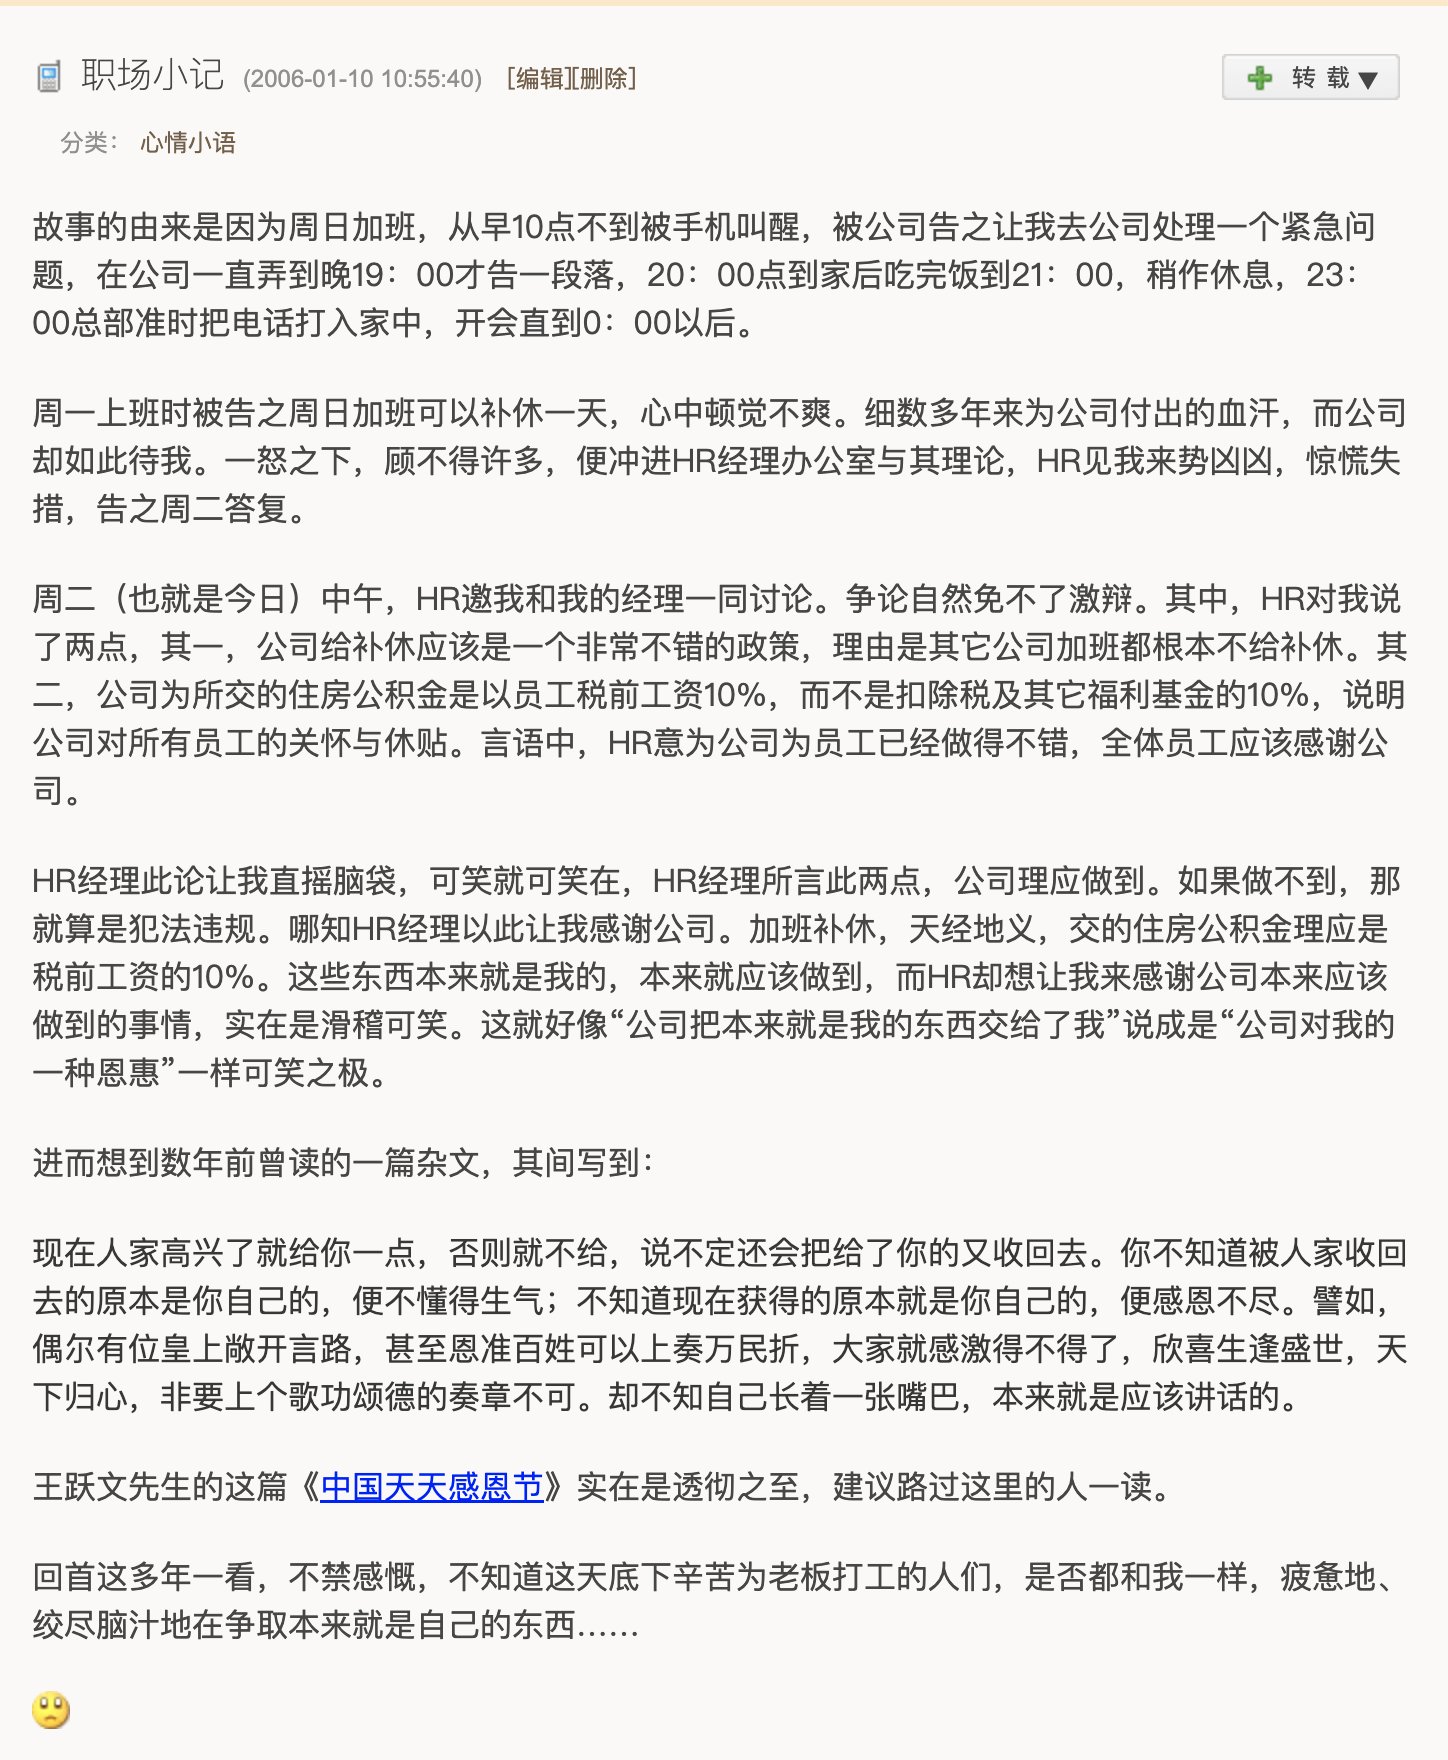 职场小记 (2006-01-10 10:55:40) [编辑][删除]
转 载▼
分类： 心情小语
故事的由来是因为周日加班，从早10点不到被手机叫醒，被公司告之让我去公司处理一个紧急问
题，在公司一直弄到晚19：00才告一段落，20：00点到家后吃完饭到21：00，稍作休息，23：
00总部准时把电话打入家中，开会直到0：00以后。
周一上班时被告之周日加班可以补休一天，心中顿觉不爽。细数多年来为公司付出的血汗，而公司
却如此待我。一怒之下，顾不得许多，便冲进HR经理办公室与其理论，HR见我来势凶凶，惊慌失
措，告之周二答复。
周二（也就是今日）中午，HR邀我和我的经理一同讨论。争论自然免不了激辩。其中，HR对我说
了两点，其一，公司给补休应该是一个非常不错的政策，理由是其它公司加班都根本不给补休。其
二，公司为所交的住房公积金是以员工税前工资10%，而不是扣除税及其它福利基金的10%，说明
公司对所有员工的关怀与休贴。言语中，HR意为公司为员工已经做得不错，全体员工应该感谢公
司。
HR经理此论让我直摇脑袋，可笑就可笑在，HR经理所言此两点，公司理应做到。如果做不到，那
就算是犯法违规。哪知HR经理以此让我感谢公司。加班补休，天经地义，交的住房公积金理应是
税前工资的10%。这些东西本来就是我的，本来就应该做到，而HR却想让我来感谢公司本来应该
做到的事情，实在是滑稽可笑。这就好像“公司把本来就是我的东西交给了我”说成是“公司对我的
一种恩惠”一样可笑之极。
进而想到数年前曾读的一篇杂文，其间写到：
现在人家高兴了就给你一点，否则就不给，说不定还会把给了你的又收回去。你不知道被人家收回
去的原本是你自己的，便不懂得生气；不知道现在获得的原本就是你自己的，便感恩不尽。譬如，
偶尔有位皇上敞开言路，甚至恩准百姓可以上奏万民折，大家就感激得不得了，欣喜生逢盛世，天
下归心，非要上个歌功颂德的奏章不可。却不知自己长着一张嘴巴，本来就是应该讲话的。
王跃文先生的这篇《中国天天感恩节》实在是透彻之至，建议路过这里的人一读。
回首这多年一看，不禁感慨，不知道这天底下辛苦为老板打工的人们，是否都和我一样，疲惫地、
绞尽脑汁地在争取本来就是自己的东西……